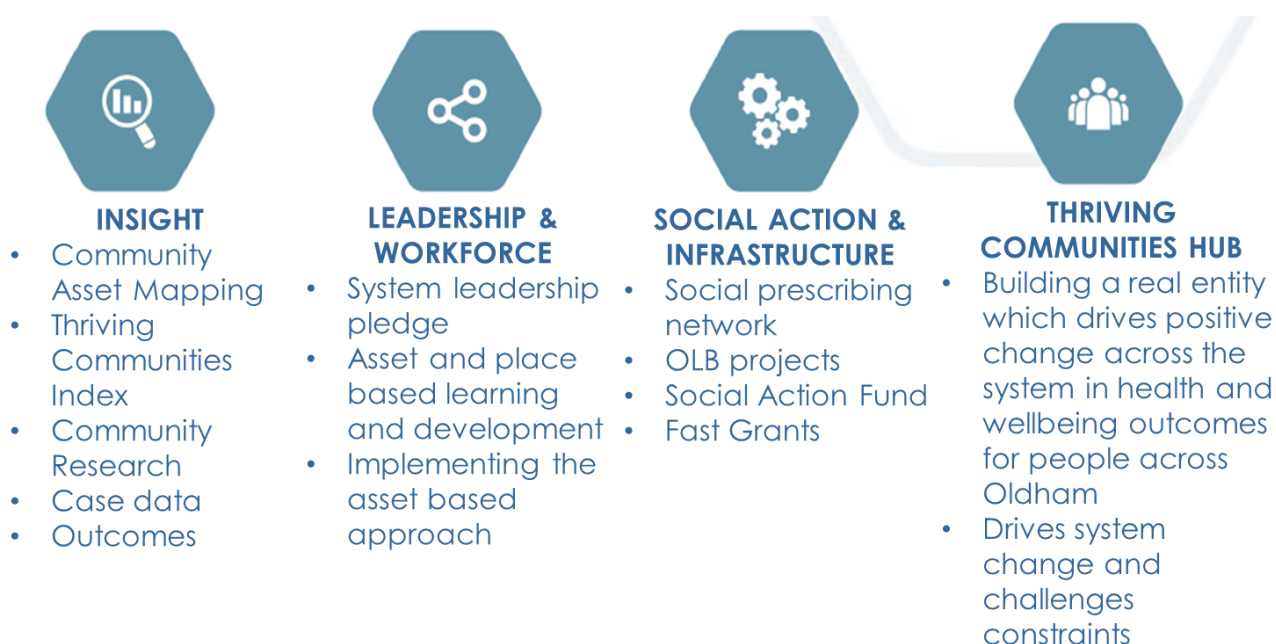 INSIGHT
• Community
Asset Mapping
• Thriving
Communities
Index
• Community
Research
• Case data
• Outcomes
LEADERSHIP &
WORKFORCE
• System leadership
pledge
• Asset and place
based learning
and development
• Implementing the
asset based
approach
SOCIAL ACTION &
INFRASTRUCTURE
• Social prescribing
network
• OLB projects
• Social Action Fund
• Fast Grants
THRIVING
COMMUNITIES HUB
• Building a real entity
which drives positive
change across the
system in health and
wellbeing outcomes
for people across
Oldham
• Drives system
change and
challenges
constraints